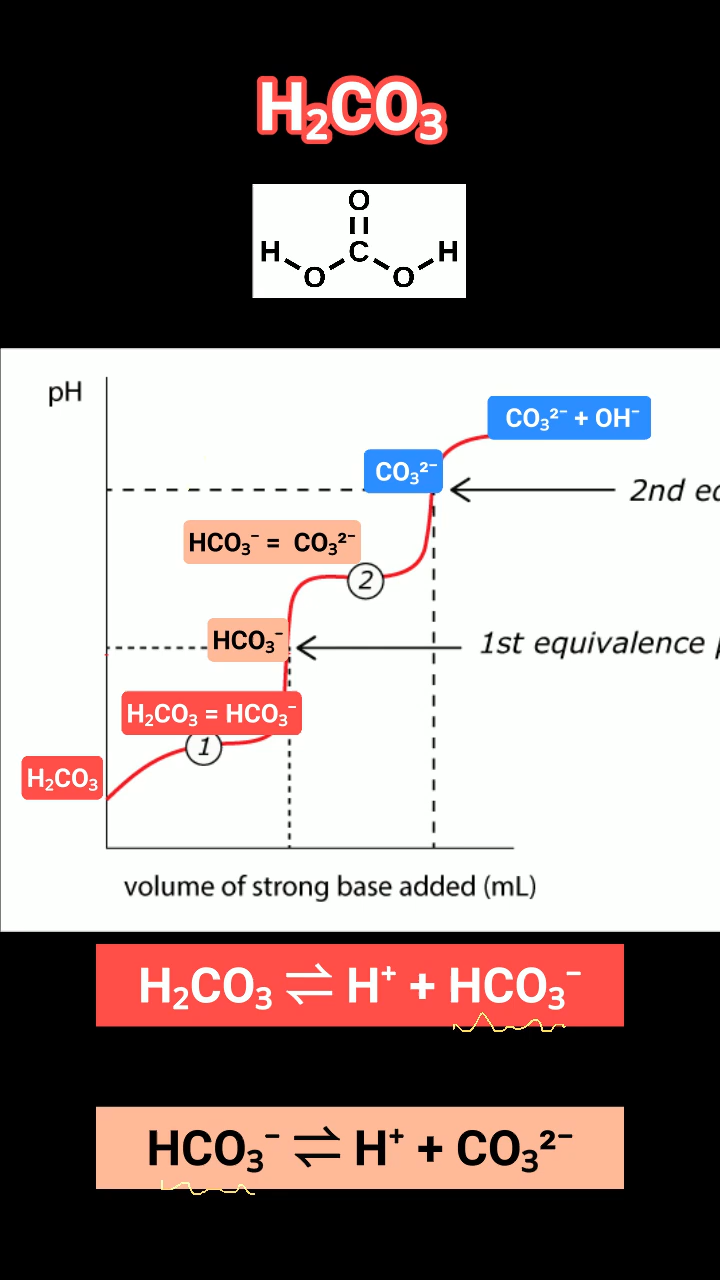 H₂CO₃
O
H C H
O O
pH
CO₃²⁻ + OH⁻
CO₃²⁻
2nd
HCO₃⁻ = CO₃²⁻
2
HCO₃⁻
1st equivalence
H₂CO₃ = HCO₃⁻
1
H₂CO₃
volume of strong base added (mL)
H₂CO₃ ⇌ H⁺ + HCO₃⁻
HCO₃⁻ ⇌ H⁺ + CO₃²⁻